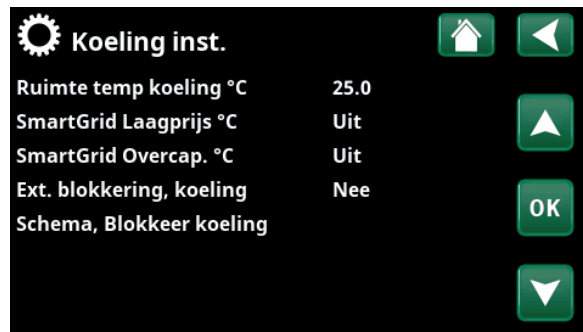 Koeling inst.
Ruimte temp koeling °C 25.0
SmartGrid Laagprijs °C Uit
SmartGrid Overcap. °C Uit
Ext. blokkering, koeling Nee
Schema, Blokkeer koeling
OK